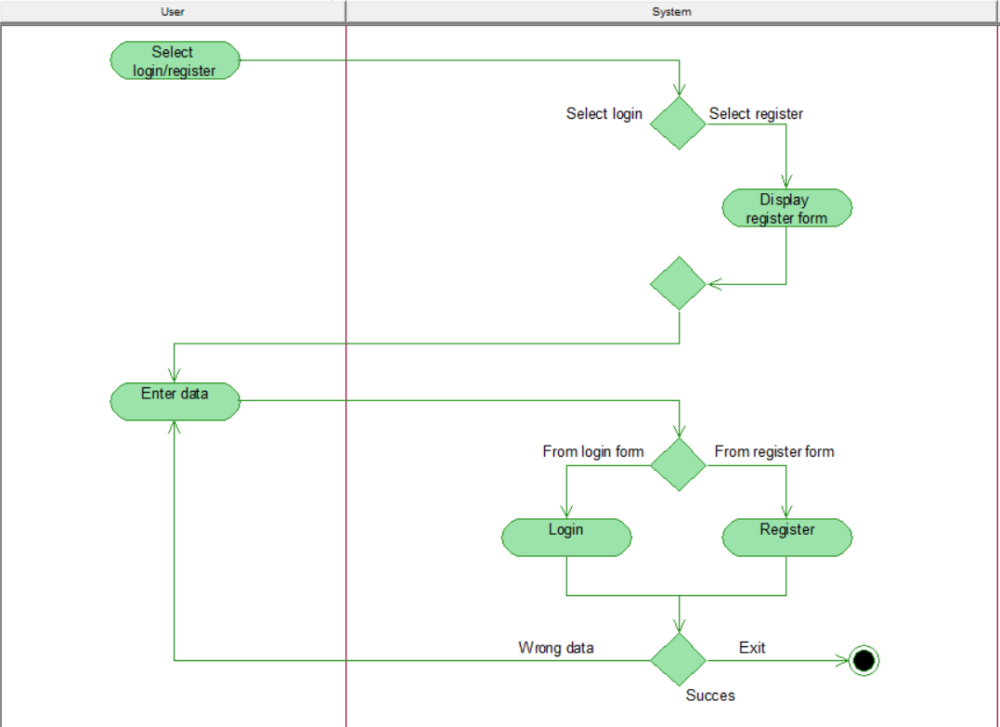 User
System
Select
login/register
Select login
Select register
Display
register form
Enter data
From login form
From register form
Login
Register
Wrong data
Exit
Succes